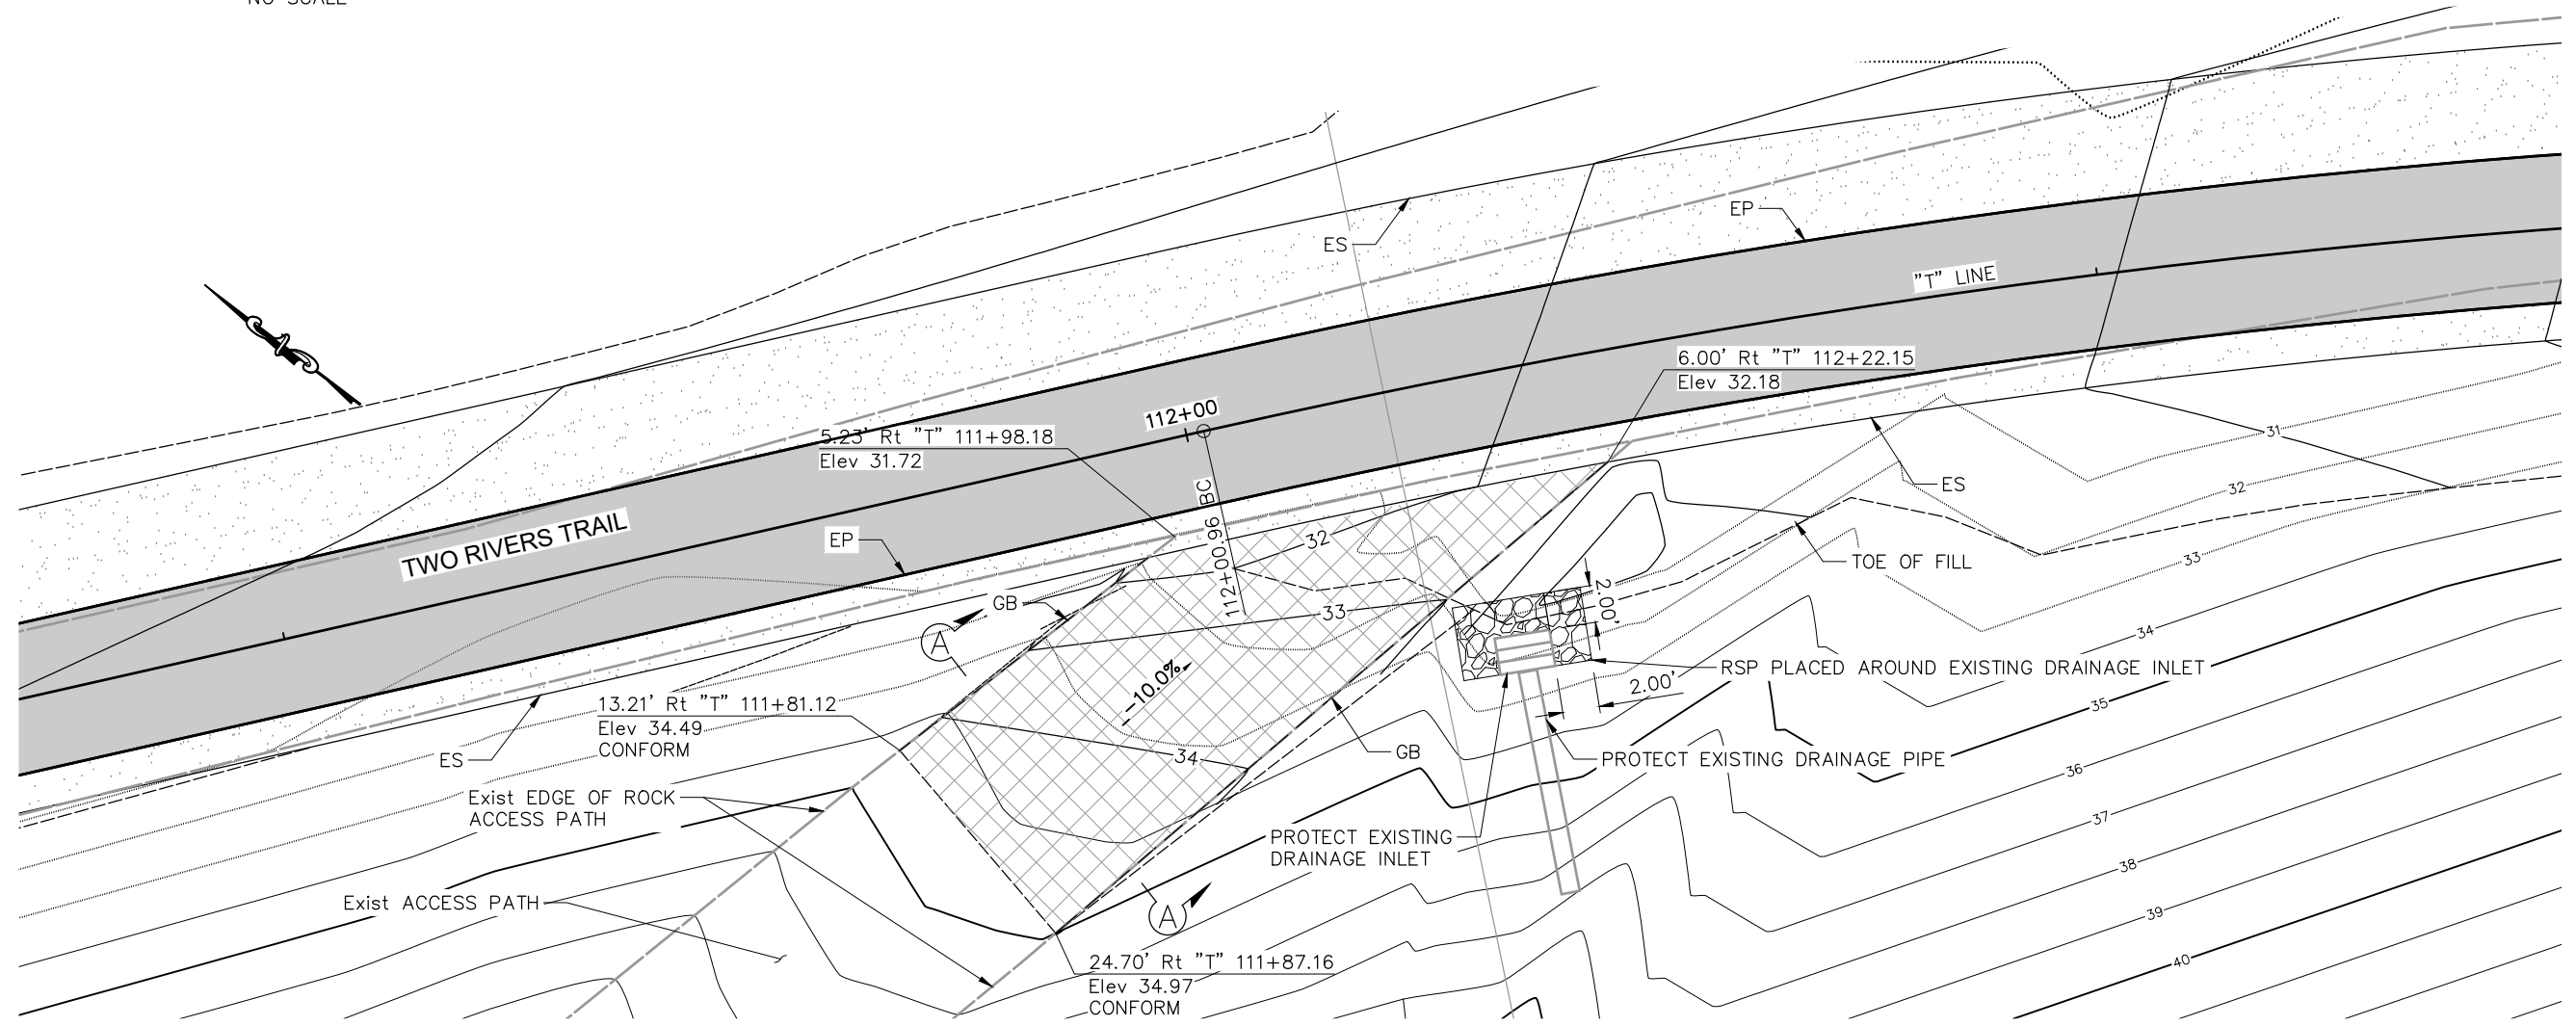 NO SCALE
ES
EP
"T" LINE
6.00' Rt "T" 112+22.15
Elev 32.18
112+00
5.23' Rt "T" 111+98.18
Elev 31.72
31
TWO RIVERS TRAIL
EP
112+00.96 BC
32
ES
32
33
TOE OF FILL
GB
A
33
2.00'
34
10.0%
RSP PLACED AROUND EXISTING DRAINAGE INLET
2.00'
13.21' Rt "T" 111+81.12
Elev 34.49
CONFORM
35
ES
34
GB
PROTECT EXISTING DRAINAGE PIPE
36
Exist EDGE OF ROCK
ACCESS PATH
37
PROTECT EXISTING
DRAINAGE INLET
38
Exist ACCESS PATH
A
39
24.70' Rt "T" 111+87.16
Elev 34.97
CONFORM
40